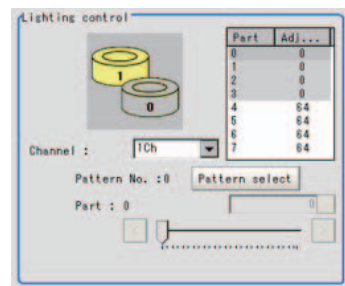 Lighting control
Part Adj...
0 0
1 0
2 0
3 0
4 64
5 64
6 64
7 64
1
0
Channel : 1Ch
Pattern No. :0 Pattern select
Part : 0 0
< >